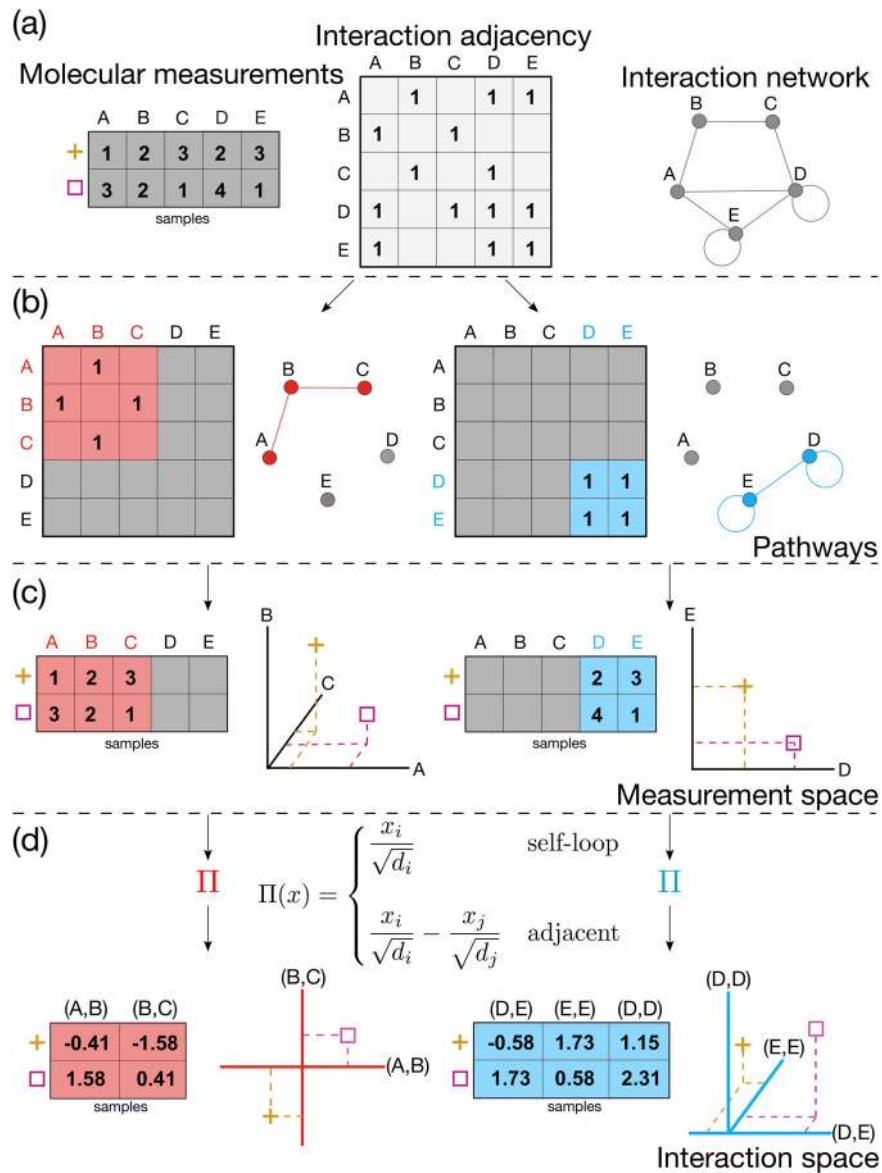 (a)
Molecular measurements
A B C D E
+ 1 2 3 2 3
□ 3 2 1 4 1
samples
Interaction adjacency
A B C D E
A 1 1 1
B 1 1
C 1 1
D 1 1 1 1
E 1 1 1
Interaction network
B C
A D
E
(b)
A B C D E
A 1
B 1 1
C 1
D
E
B C
A D
E
A B C D E
A
B
C
D 1 1
E 1 1
B C
A D
E
Pathways
(c)
A B C D E
+ 1 2 3
□ 3 2 1
samples
B
C
A
A B C D E
+ 2 3
□ 4 1
samples
E
D
Measurement space
(d)
Π
Π(x) = { x_i / √d_i self-loop
x_i / √d_i − x_j / √d_j adjacent
Π
(A,B) (B,C)
+ -0.41 -1.58
□ 1.58 0.41
samples
(B,C)
(A,B)
(D,E) (E,E) (D,D)
+ -0.58 1.73 1.15
□ 1.73 0.58 2.31
samples
(D,D)
(E,E)
(D,E)
Interaction space